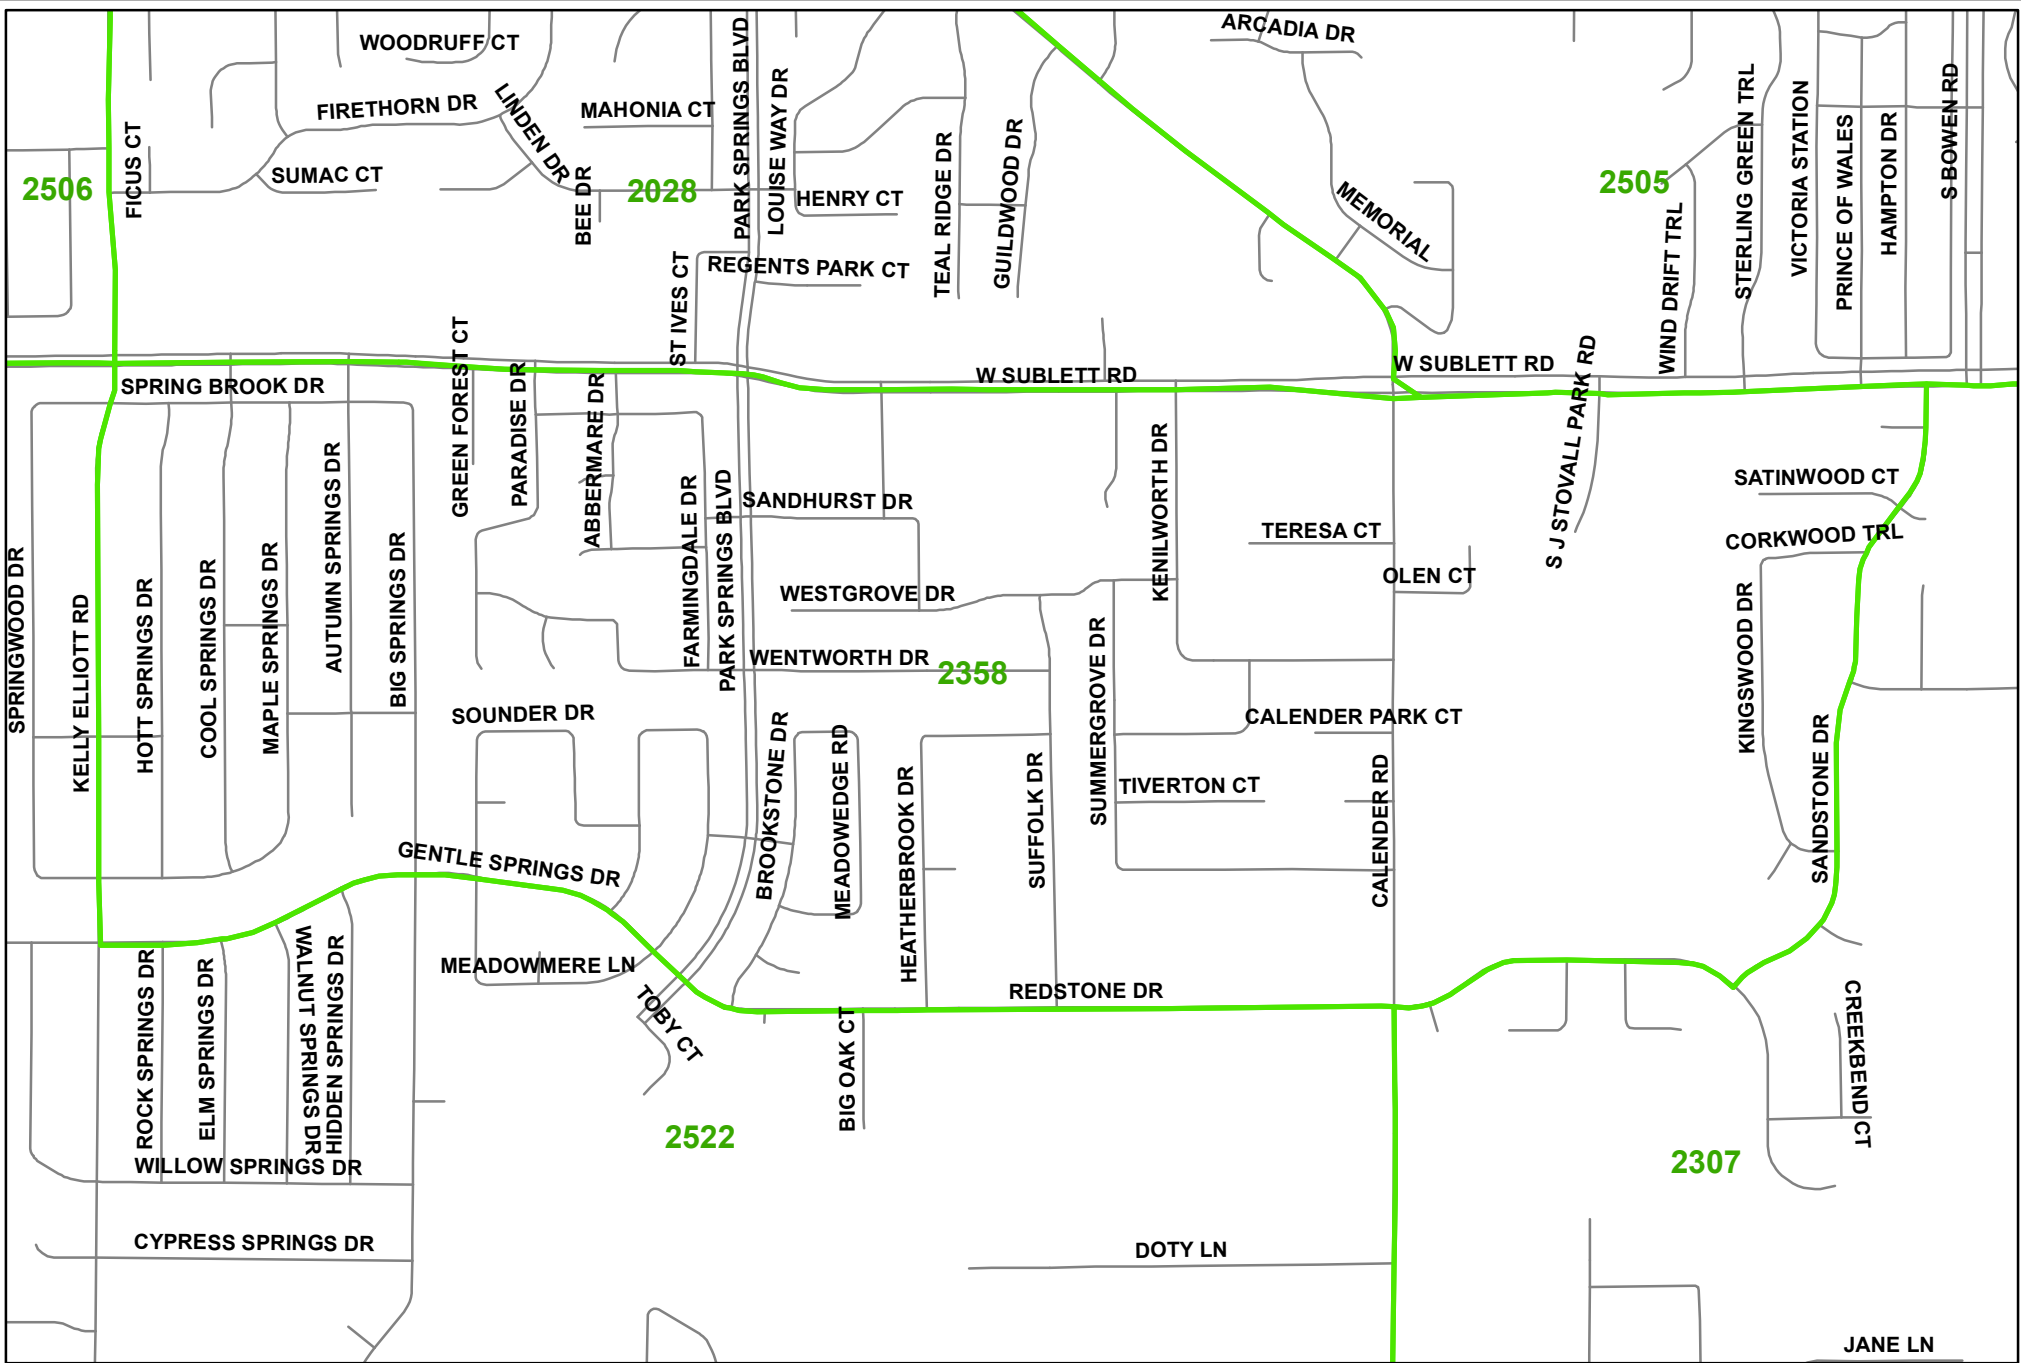 WOODRUFF CT
FIRETHORN DR
LINDEN DR
MAHONIA CT
PARK SPRINGS BLVD
LOUISE WAY DR
ARCADIA DR
FICUS CT
SUMAC CT
BEE DR
2506
2028
HENRY CT
TEAL RIDGE DR
GUILDWOOD DR
MEMORIAL
2505
WIND DRIFT TRL
STERLING GREEN TRL
VICTORIA STATION
PRINCE OF WALES
HAMPTON DR
S BOWEN RD
REGENTS PARK CT
ST IVES CT
W SUBLETT RD
W SUBLETT RD
SPRING BROOK DR
GREEN FOREST CT
PARADISE DR
ABBERMARE DR
FARMINGDALE DR
PARK SPRINGS BLVD
SANDHURST DR
KENILWORTH DR
TERESA CT
OLEN CT
S J STOVALL PARK RD
SATINWOOD CT
CORKWOOD TRL
KINGSWOOD DR
SANDSTONE DR
SPRINGWOOD DR
KELLY ELLIOTT RD
HOTT SPRINGS DR
COOL SPRINGS DR
MAPLE SPRINGS DR
AUTUMN SPRINGS DR
BIG SPRINGS DR
WESTGROVE DR
WENTWORTH DR
2358
SUMMERGROVE DR
SOUNDER DR
CALENDER PARK CT
BROOKSTONE DR
MEADOWEDGE RD
HEATHERBROOK DR
SUFFOLK DR
TIVERTON CT
CALENDER RD
GENTLE SPRINGS DR
MEADOWMERE LN
TOBY CT
REDSTONE DR
BIG OAK CT
ROCK SPRINGS DR
ELM SPRINGS DR
WALNUT SPRINGS DR
HIDDEN SPRINGS DR
CREEKBEND CT
2522
2307
WILLOW SPRINGS DR
CYPRESS SPRINGS DR
DOTY LN
JANE LN